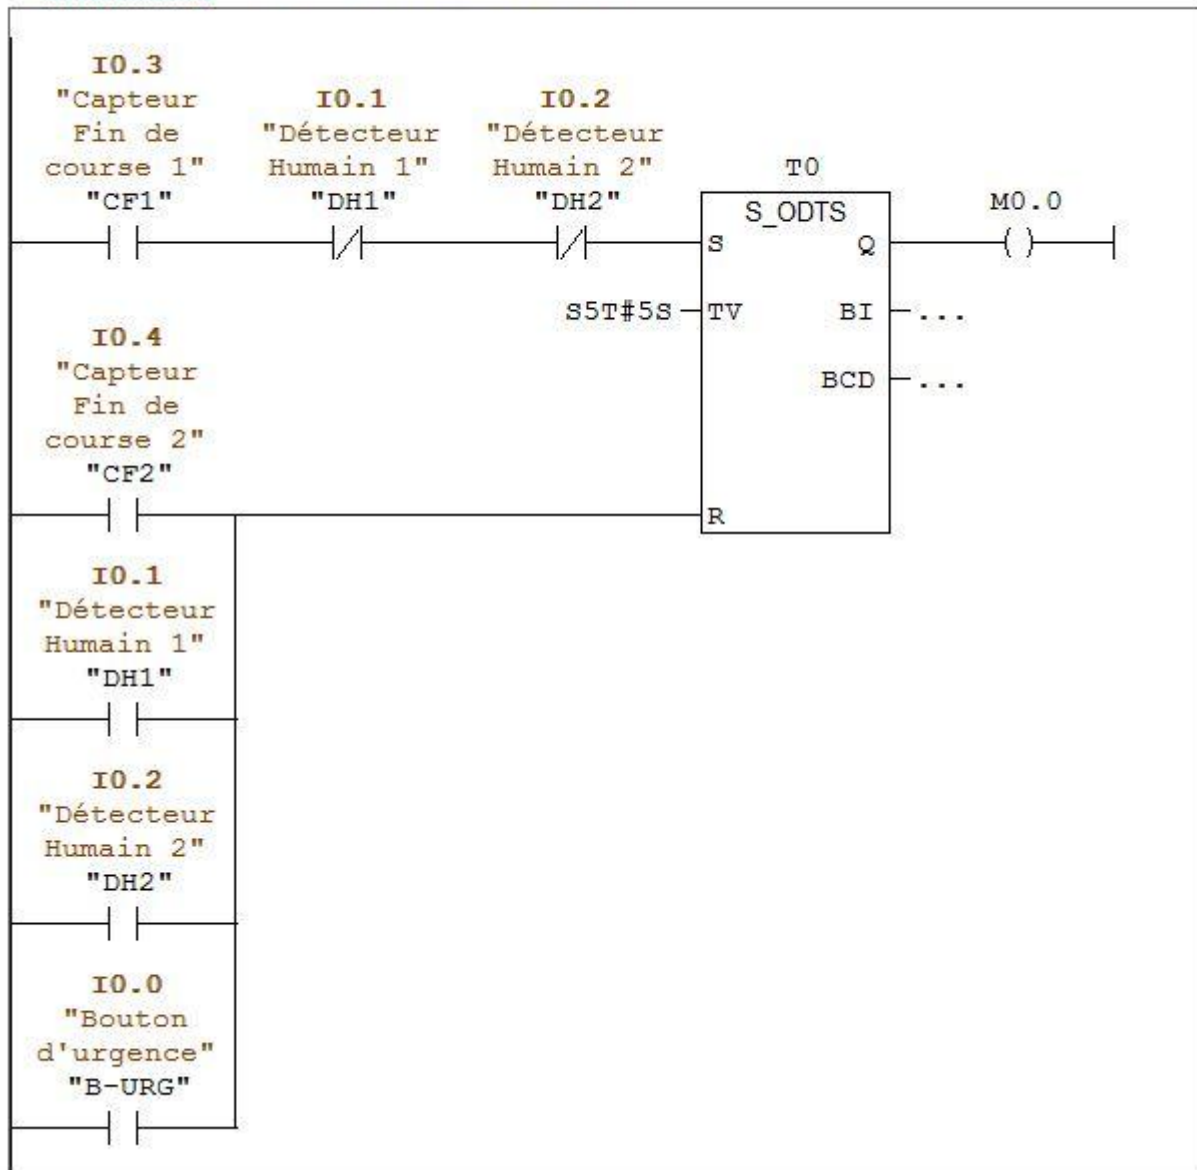 I0.3
"Capteur
Fin de
course 1"
"CF1"
I0.1
"Détecteur
Humain 1"
"DH1"
I0.2
"Détecteur
Humain 2"
"DH2"
T0
S_ODTS
S
Q
M0.0
S5T#5S
TV
BI
...
BCD
...
R
I0.4
"Capteur
Fin de
course 2"
"CF2"
I0.1
"Détecteur
Humain 1"
"DH1"
I0.2
"Détecteur
Humain 2"
"DH2"
I0.0
"Bouton
d'urgence"
"B-URG"